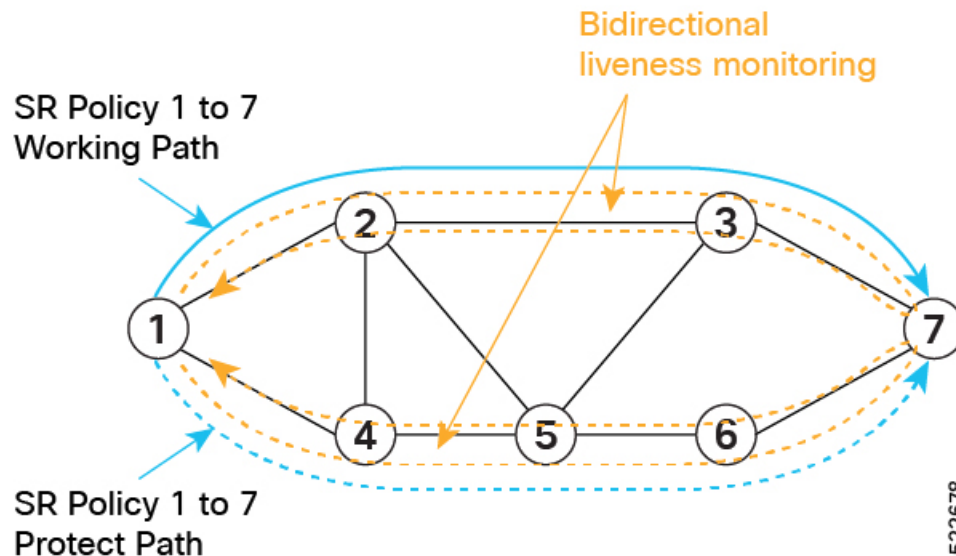 Bidirectional
liveness monitoring
SR Policy 1 to 7
Working Path
2
3
1
7
4
5
6
SR Policy 1 to 7
Protect Path
522678